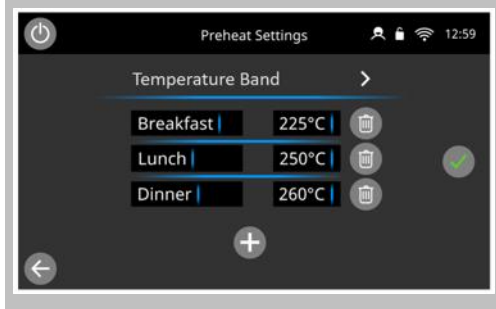 Preheat Settings 12:59
Temperature Band
Breakfast 225°C
Lunch 250°C
Dinner 260°C